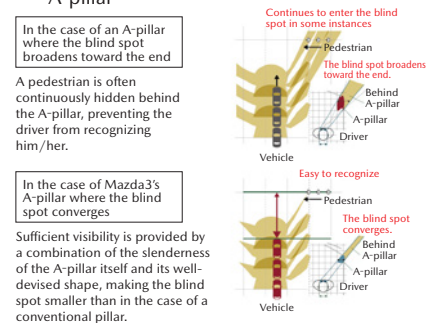 A-pillar
In the case of an A-pillar
where the blind spot
broadens toward the end
A pedestrian is often
continuously hidden behind
the A-pillar, preventing the
driver from recognizing
him/her.
Continues to enter the blind
spot in some instances
Pedestrian
The blind spot broadens
toward the end.
Behind
A-pillar
A-pillar
Driver
Vehicle
In the case of Mazda3's
A-pillar where the blind
spot converges
Sufficient visibility is provided by
a combination of the slenderness
of the A-pillar itself and its well-
devised shape, making the blind
spot smaller than in the case of a
conventional pillar.
Easy to recognize
Pedestrian
The blind spot
converges.
Behind
A-pillar
A-pillar
Driver
Vehicle